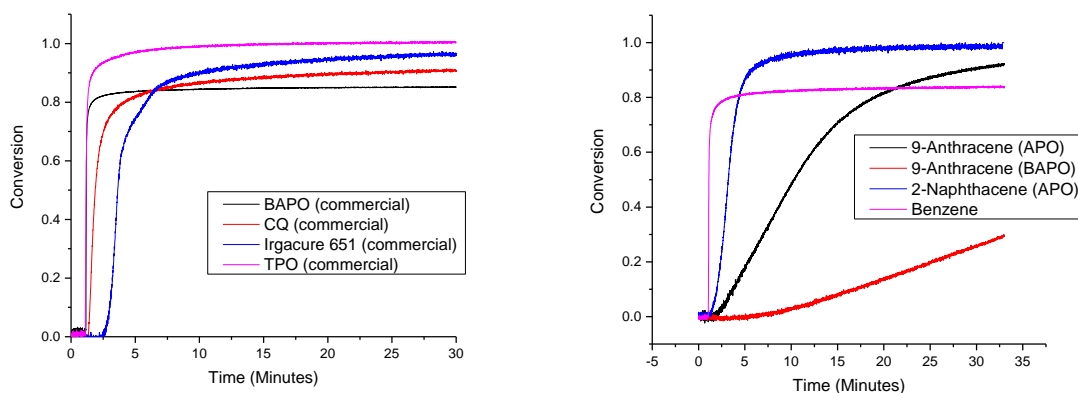 1.0
0.8
0.6
0.4
0.2
0.0
Conversion
BAPO (commercial)
CQ (commercial)
Irgacure 651 (commercial)
TPO (commercial)
0 5 10 15 20 25 30
Time (Minutes)
1.0
0.8
0.6
0.4
0.2
0.0
Conversion
9-Anthracene (APO)
9-Anthracene (BAPO)
2-Naphthacene (APO)
Benzene
-5 0 5 10 15 20 25 30 35
Time (Minutes)